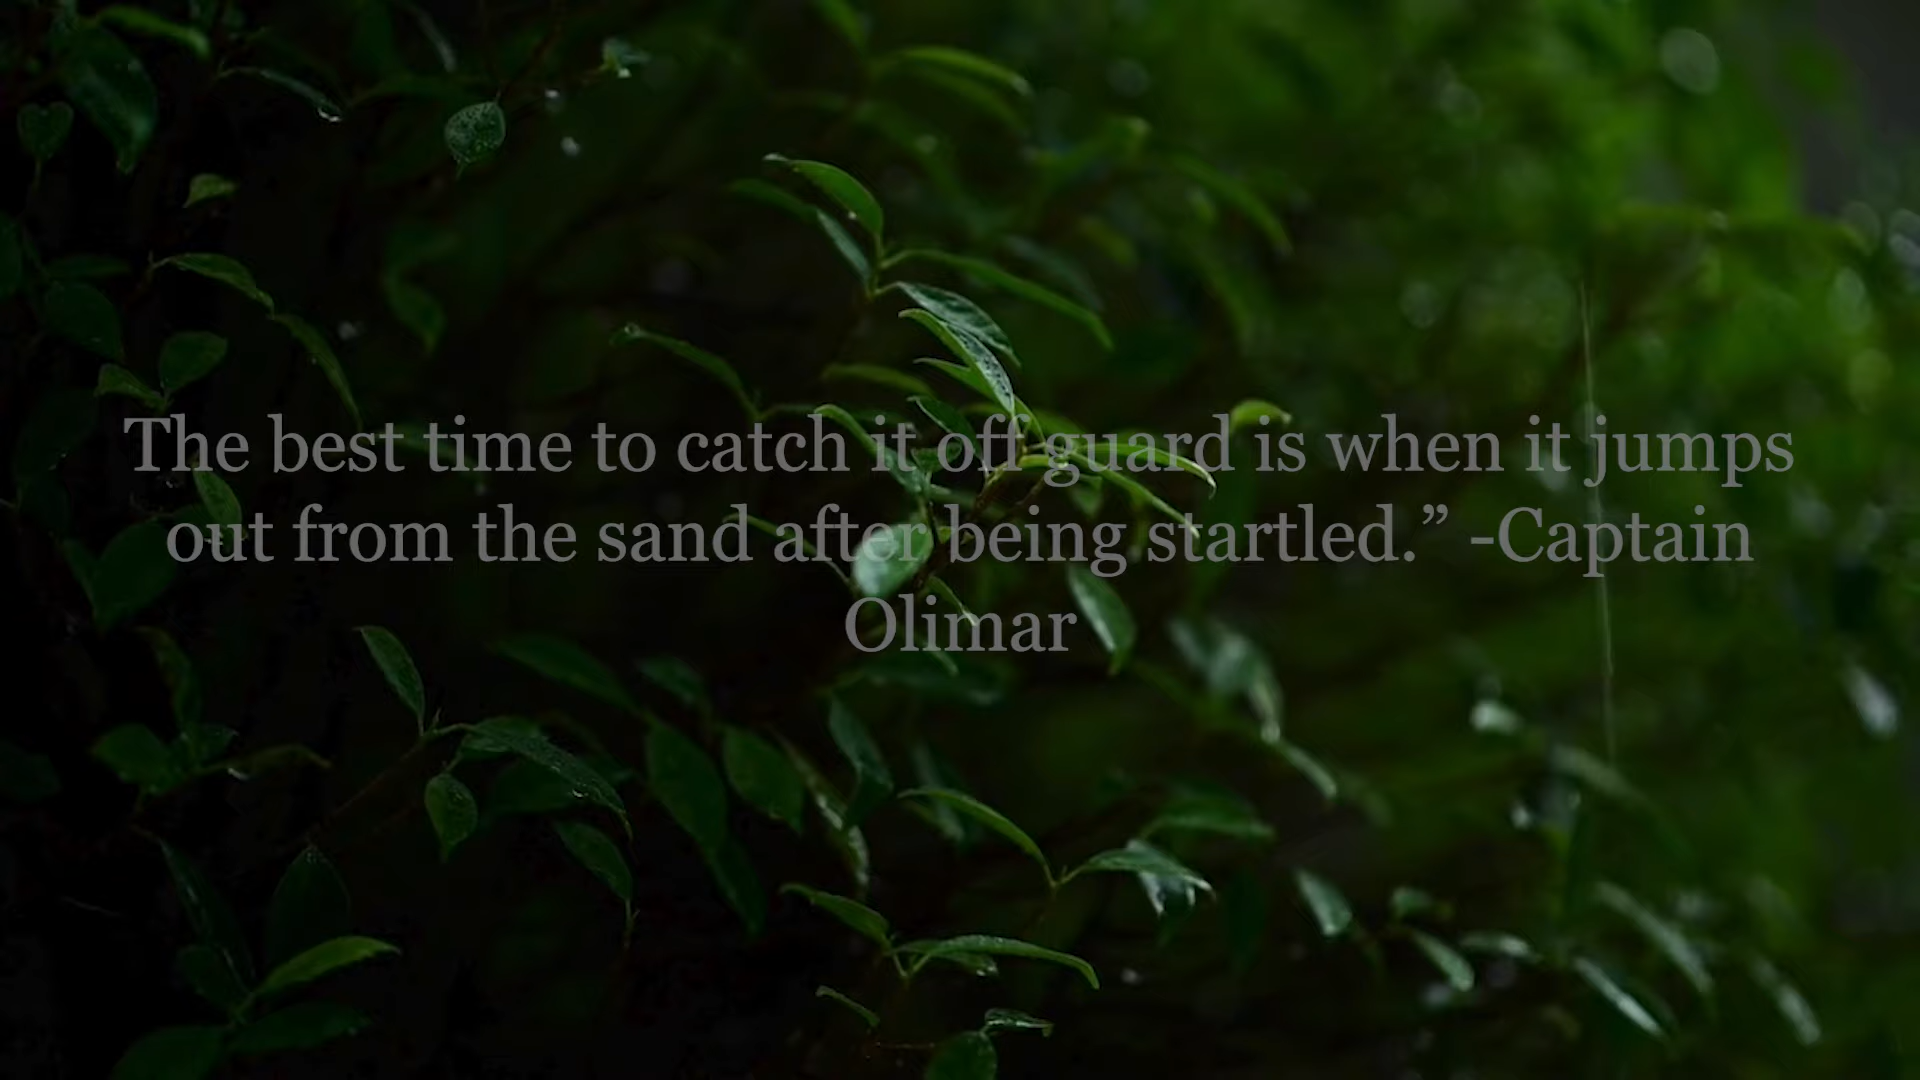 The best time to catch it off guard is when it jumps
out from the sand after being startled.” -Captain
Olimar